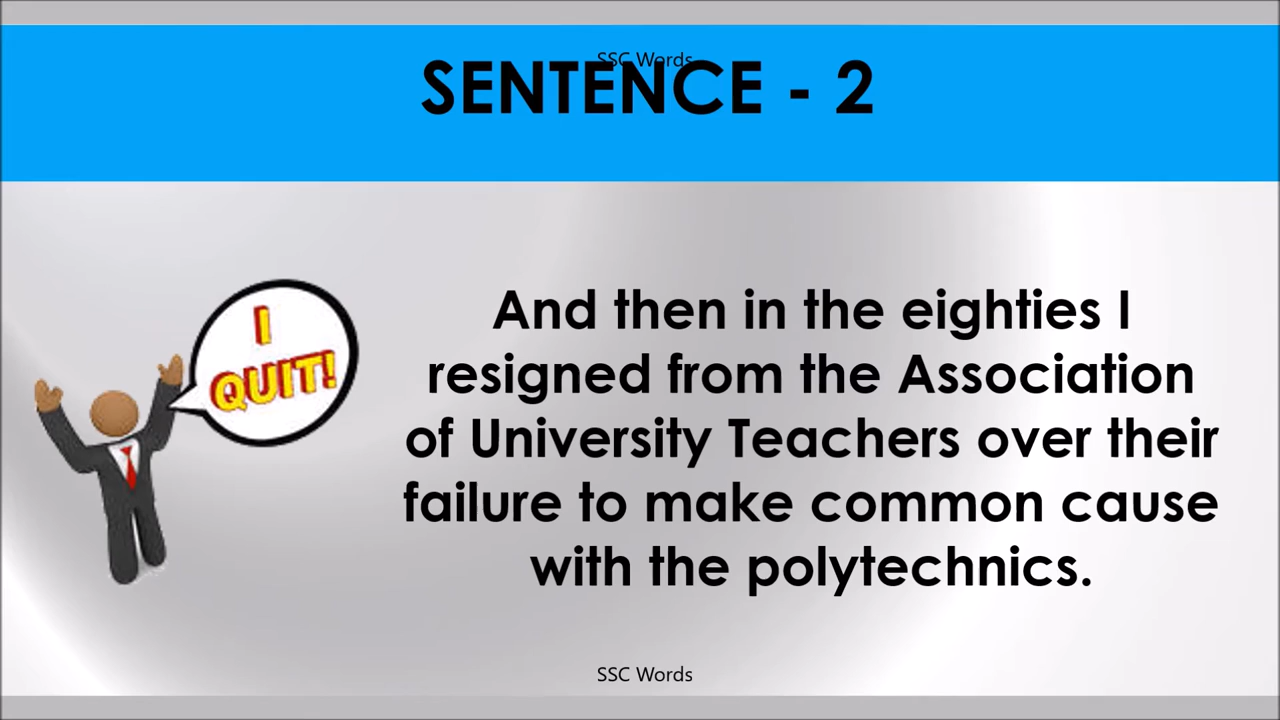 SSC Words
SENTENCE - 2
I
QUIT!
And then in the eighties I
resigned from the Association
of University Teachers over their
failure to make common cause
with the polytechnics.
SSC Words